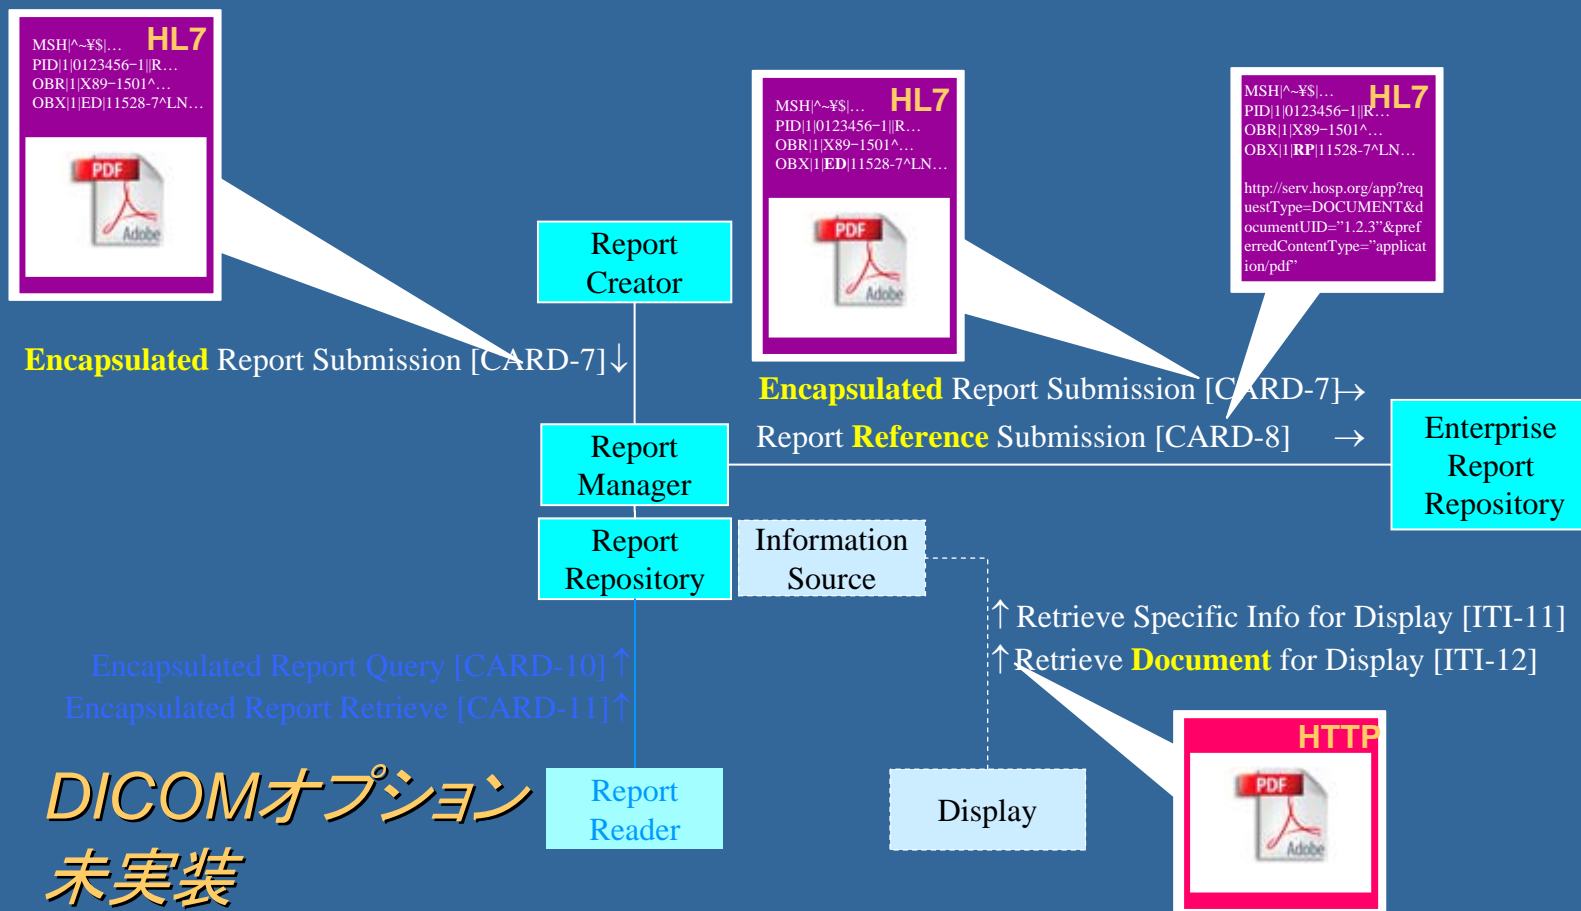 HL7
MSH|^~¥$|…
PID|1|0123456−1||R…
OBR|1|X89−1501^…
OBX|1|ED|11528-7^LN…
PDF
Adobe
HL7
MSH|^~¥$|…
PID|1|0123456−1||R…
OBR|1|X89−1501^…
OBX|1|ED|11528-7^LN…
PDF
Adobe
HL7
MSH|^~¥$|…
PID|1|0123456−1||R…
OBR|1|X89−1501^…
OBX|1|RP|11528-7^LN…
http://serv.hosp.org/app?req
uestType=DOCUMENT&d
ocumentUID=”1.2.3”&pref
erredContentType=”applicat
ion/pdf”
Report
Creator
Encapsulated Report Submission [CARD-7]↓
Encapsulated Report Submission [CARD-7]→
Report Reference Submission [CARD-8] →
Report
Manager
Enterprise
Report
Repository
Report
Repository
Information
Source
↑Retrieve Specific Info for Display [ITI-11]
↑Retrieve Document for Display [ITI-12]
Encapsulated Report Query [CARD-10]↑
Encapsulated Report Retrieve [CARD-11]↑
DICOMオプション
未実装
Report
Reader
Display
HTTP
PDF
Adobe